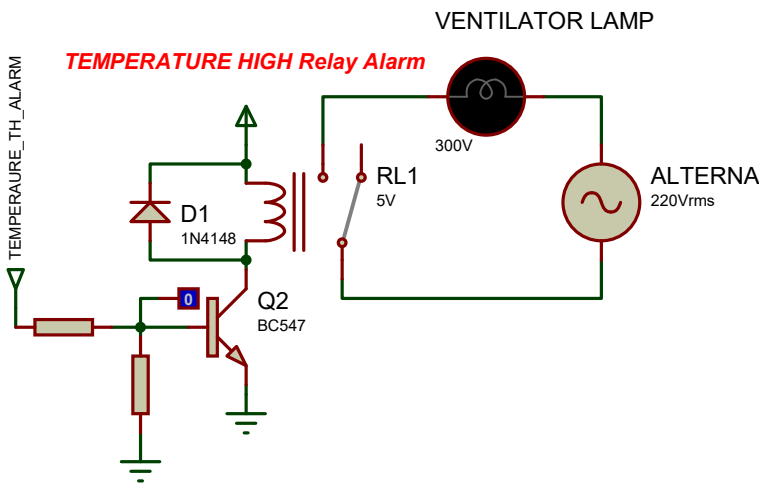 VENTILATOR LAMP
TEMPERATURE HIGH Relay Alarm
TEMPERAURE_TH_ALARM
300V
RL1
5V
ALTERNA
220Vrms
D1
1N4148
0
Q2
BC547